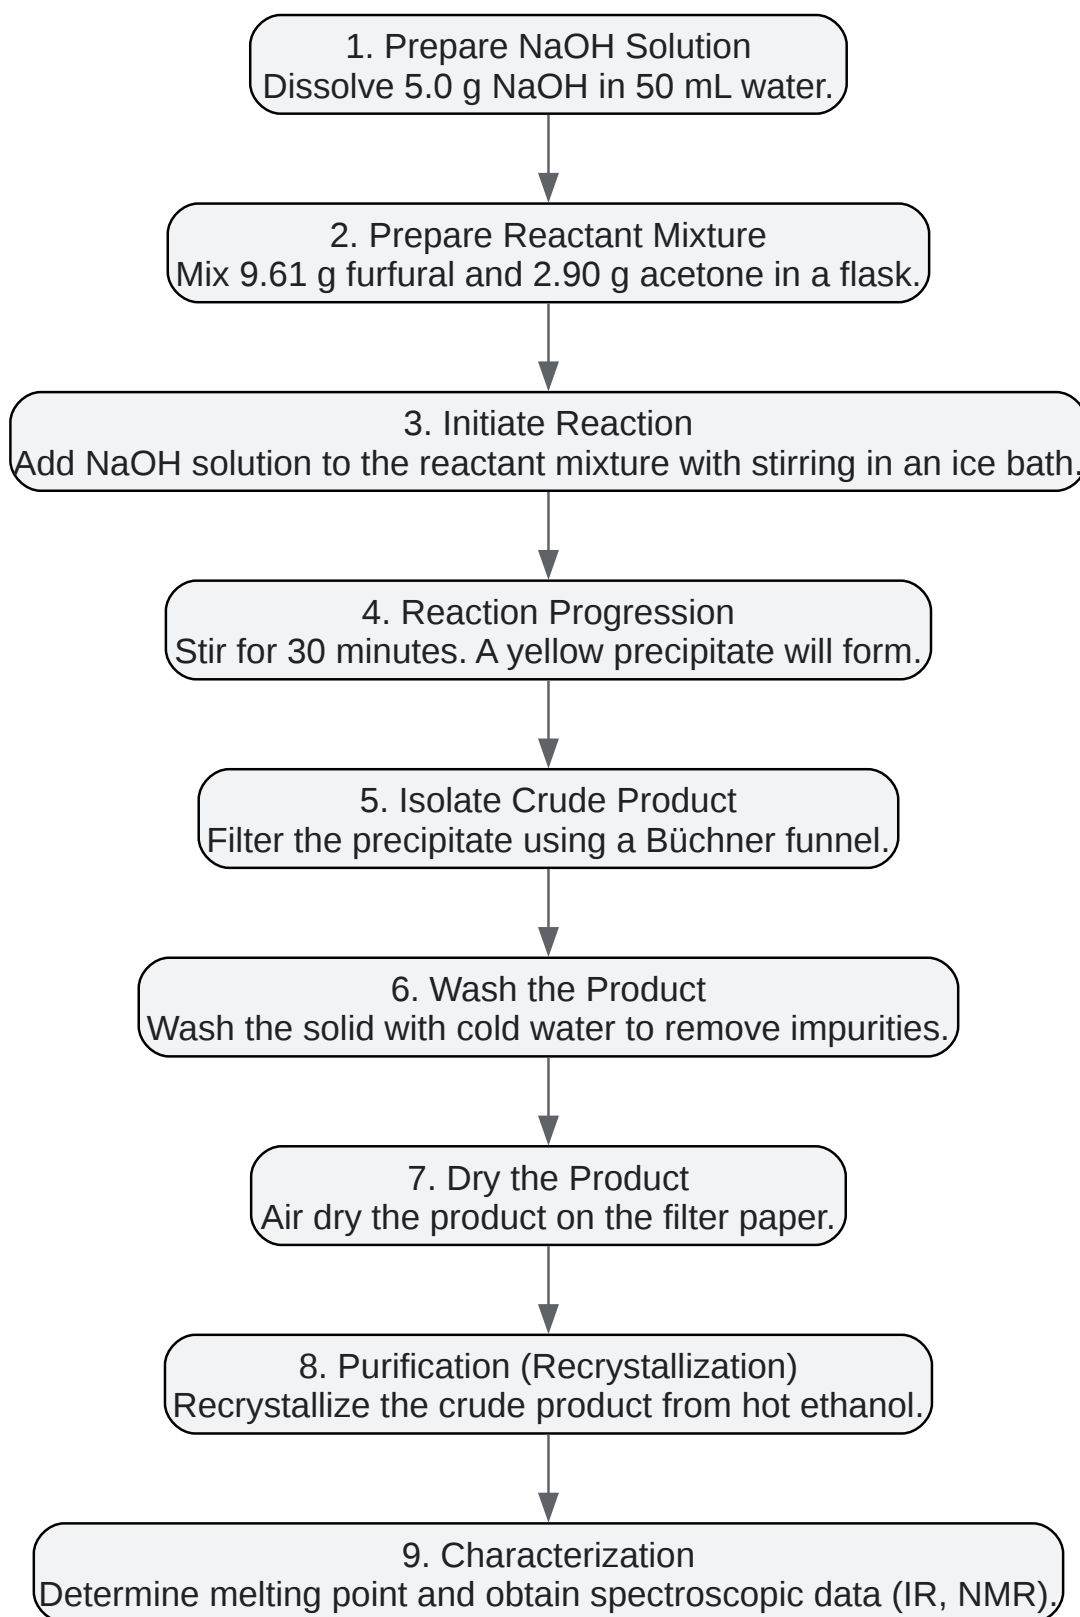 1. Prepare NaOH Solution
Dissolve 5.0 g NaOH in 50 mL water.
2. Prepare Reactant Mixture
Mix 9.61 g furfural and 2.90 g acetone in a flask.
3. Initiate Reaction
Add NaOH solution to the reactant mixture with stirring in an ice bath.
4. Reaction Progression
Stir for 30 minutes. A yellow precipitate will form.
5. Isolate Crude Product
Filter the precipitate using a Büchner funnel.
6. Wash the Product
Wash the solid with cold water to remove impurities.
7. Dry the Product
Air dry the product on the filter paper.
8. Purification (Recrystallization)
Recrystallize the crude product from hot ethanol.
9. Characterization
Determine melting point and obtain spectroscopic data (IR, NMR).